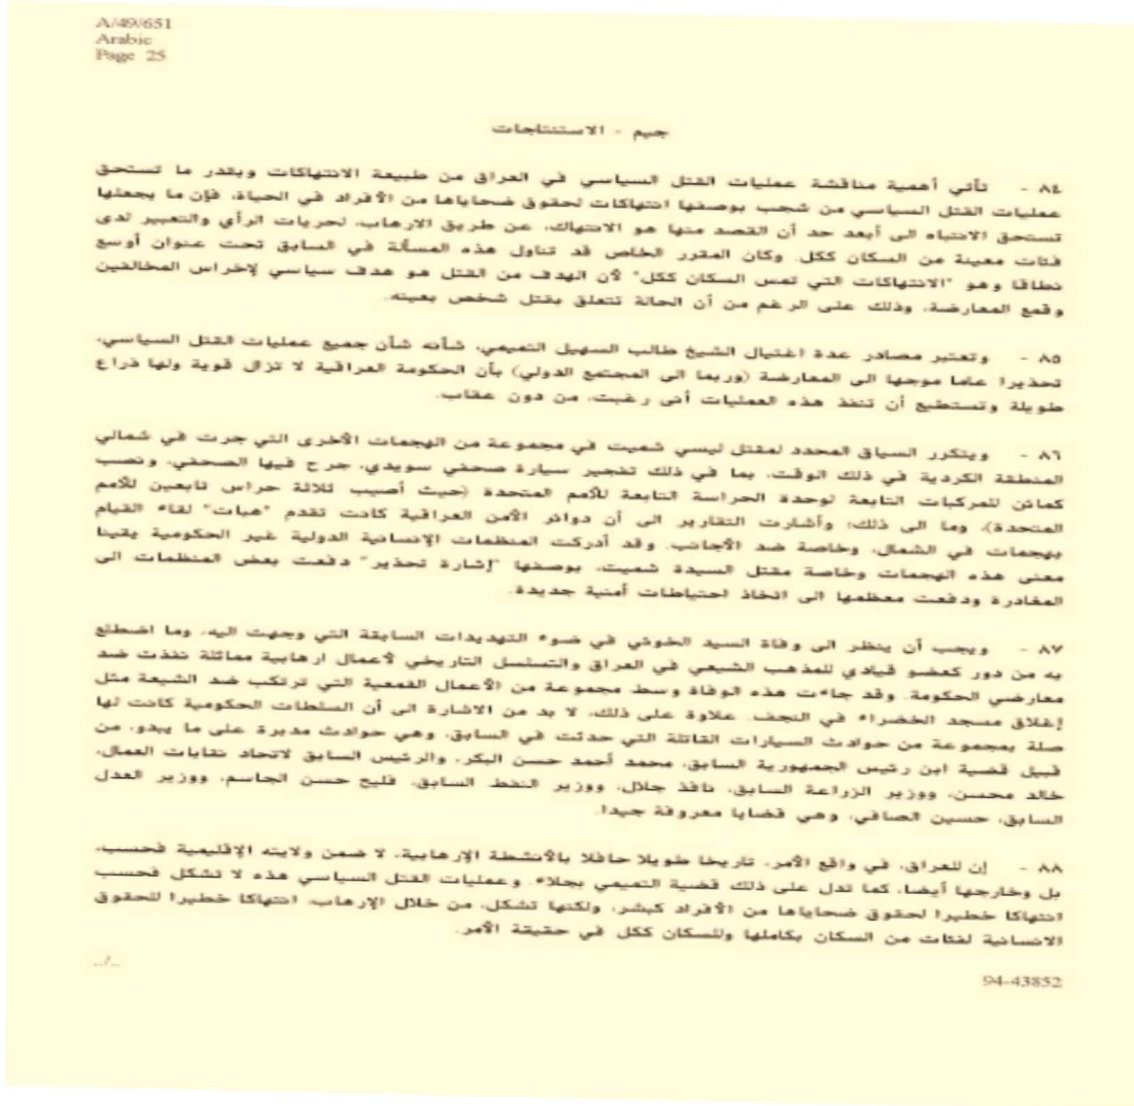 A/49/651
Arabic
Page 25
جيم - الاستنتاجات
٨٤ - تأتي أهمية مناقشة عمليات القتل السياسي في العراق من طبيعة الانتهاكات وبقدر ما تستحق
عمليات القتل السياسي من شجب بوصفها انتهاكات لحقوق ضحاياها من الأفراد في الحياة، فإن ما يجعلها
تستحق الانتباه الى أبعد حد أن القصد منها هو الانتهاك، عن طريق الارهاب، لحريات الرأي والتعبير لدى
فئات معينة من السكان ككل. وكان المقرر الخاص قد تناول هذه المسألة في السابق تحت عنوان أوسع
نطاقا وهو "الانتهاكات التي تمس السكان ككل" لأن الهدف من القتل هو هدف سياسي لإخراس المخالفين
وقمع المعارضة، وذلك على الرغم من أن الحالة تتعلق بقتل شخص بعينه.
٨٥ - وتعتبر مصادر عدة اغتيال الشيخ طالب السهيل التميمي، شأنه شأن جميع عمليات القتل السياسي،
تحذيرا عاما موجها الى المعارضة (وربما الى المجتمع الدولي) بأن الحكومة العراقية لا تزال قوية ولها ذراع
طويلة وتستطيع أن تنفذ هذه العمليات أنى رغبت، من دون عقاب.
٨٦ - ويتكرر السياق المحدد لمقتل ليسي شميت في مجموعة من الهجمات الأخرى التي جرت في شمالي
المنطقة الكردية في ذلك الوقت، بما في ذلك تفجير سيارة صحفي سويدي، جرح فيها الصحفي، ونصب
كمائن للمركبات التابعة لوحدة الحراسة التابعة للأمم المتحدة (حيث أصيب ثلاثة حراس تابعين للأمم
المتحدة)، وما الى ذلك؛ وأشارت التقارير الى أن دوائر الأمن العراقية كانت تقدم "هبات" لقاء القيام
بهجمات في الشمال، وخاصة ضد الأجانب. وقد أدركت المنظمات الإنسانية الدولية غير الحكومية يقينا
معنى هذه الهجمات وخاصة مقتل السيدة شميت، بوصفها "إشارة تحذير" دفعت بعض المنظمات الى
المغادرة ودفعت معظمها الى اتخاذ احتياطات أمنية جديدة.
٨٧ - ويجب أن ينظر الى وفاة السيد الخوئي في ضوء التهديدات السابقة التي وجهت اليه، وما اضطلع
به من دور كعضو قيادي للمذهب الشيعي في العراق والتسلسل التاريخي لأعمال ارهابية مماثلة نفذت ضد
معارضي الحكومة. وقد جاءت هذه الوفاة وسط مجموعة من الأعمال القمعية التي ترتكب ضد الشيعة مثل
إغلاق مسجد الخضراء في النجف. علاوة على ذلك، لا بد من الاشارة الى أن السلطات الحكومية كانت لها
صلة بمجموعة من حوادث السيارات القاتلة التي حدثت في السابق، وهي حوادث مدبرة على ما يبدو، من
قبيل قضية ابن رئيس الجمهورية السابق، محمد أحمد حسن البكر، والرئيس السابق لاتحاد نقابات العمال،
خالد محسن، ووزير الزراعة السابق، نافذ جلال، ووزير النفط السابق، فليح حسن الجاسم، ووزير العدل
السابق، حسين الصافي، وهي قضايا معروفة جيدا.
٨٨ - إن للعراق، في واقع الأمر، تاريخا طويلا حافلا بالأنشطة الإرهابية، لا ضمن ولايته الإقليمية فحسب،
بل وخارجها أيضا، كما تدل على ذلك قضية التميمي بجلاء. وعمليات القتل السياسي هذه لا تشكل فحسب
انتهاكا خطيرا لحقوق ضحاياها من الأفراد كبشر، ولكنها تشكل، من خلال الإرهاب، انتهاكا خطيرا للحقوق
الانسانية لفئات من السكان بكاملها وللسكان ككل في حقيقة الأمر.
../..
94-43852